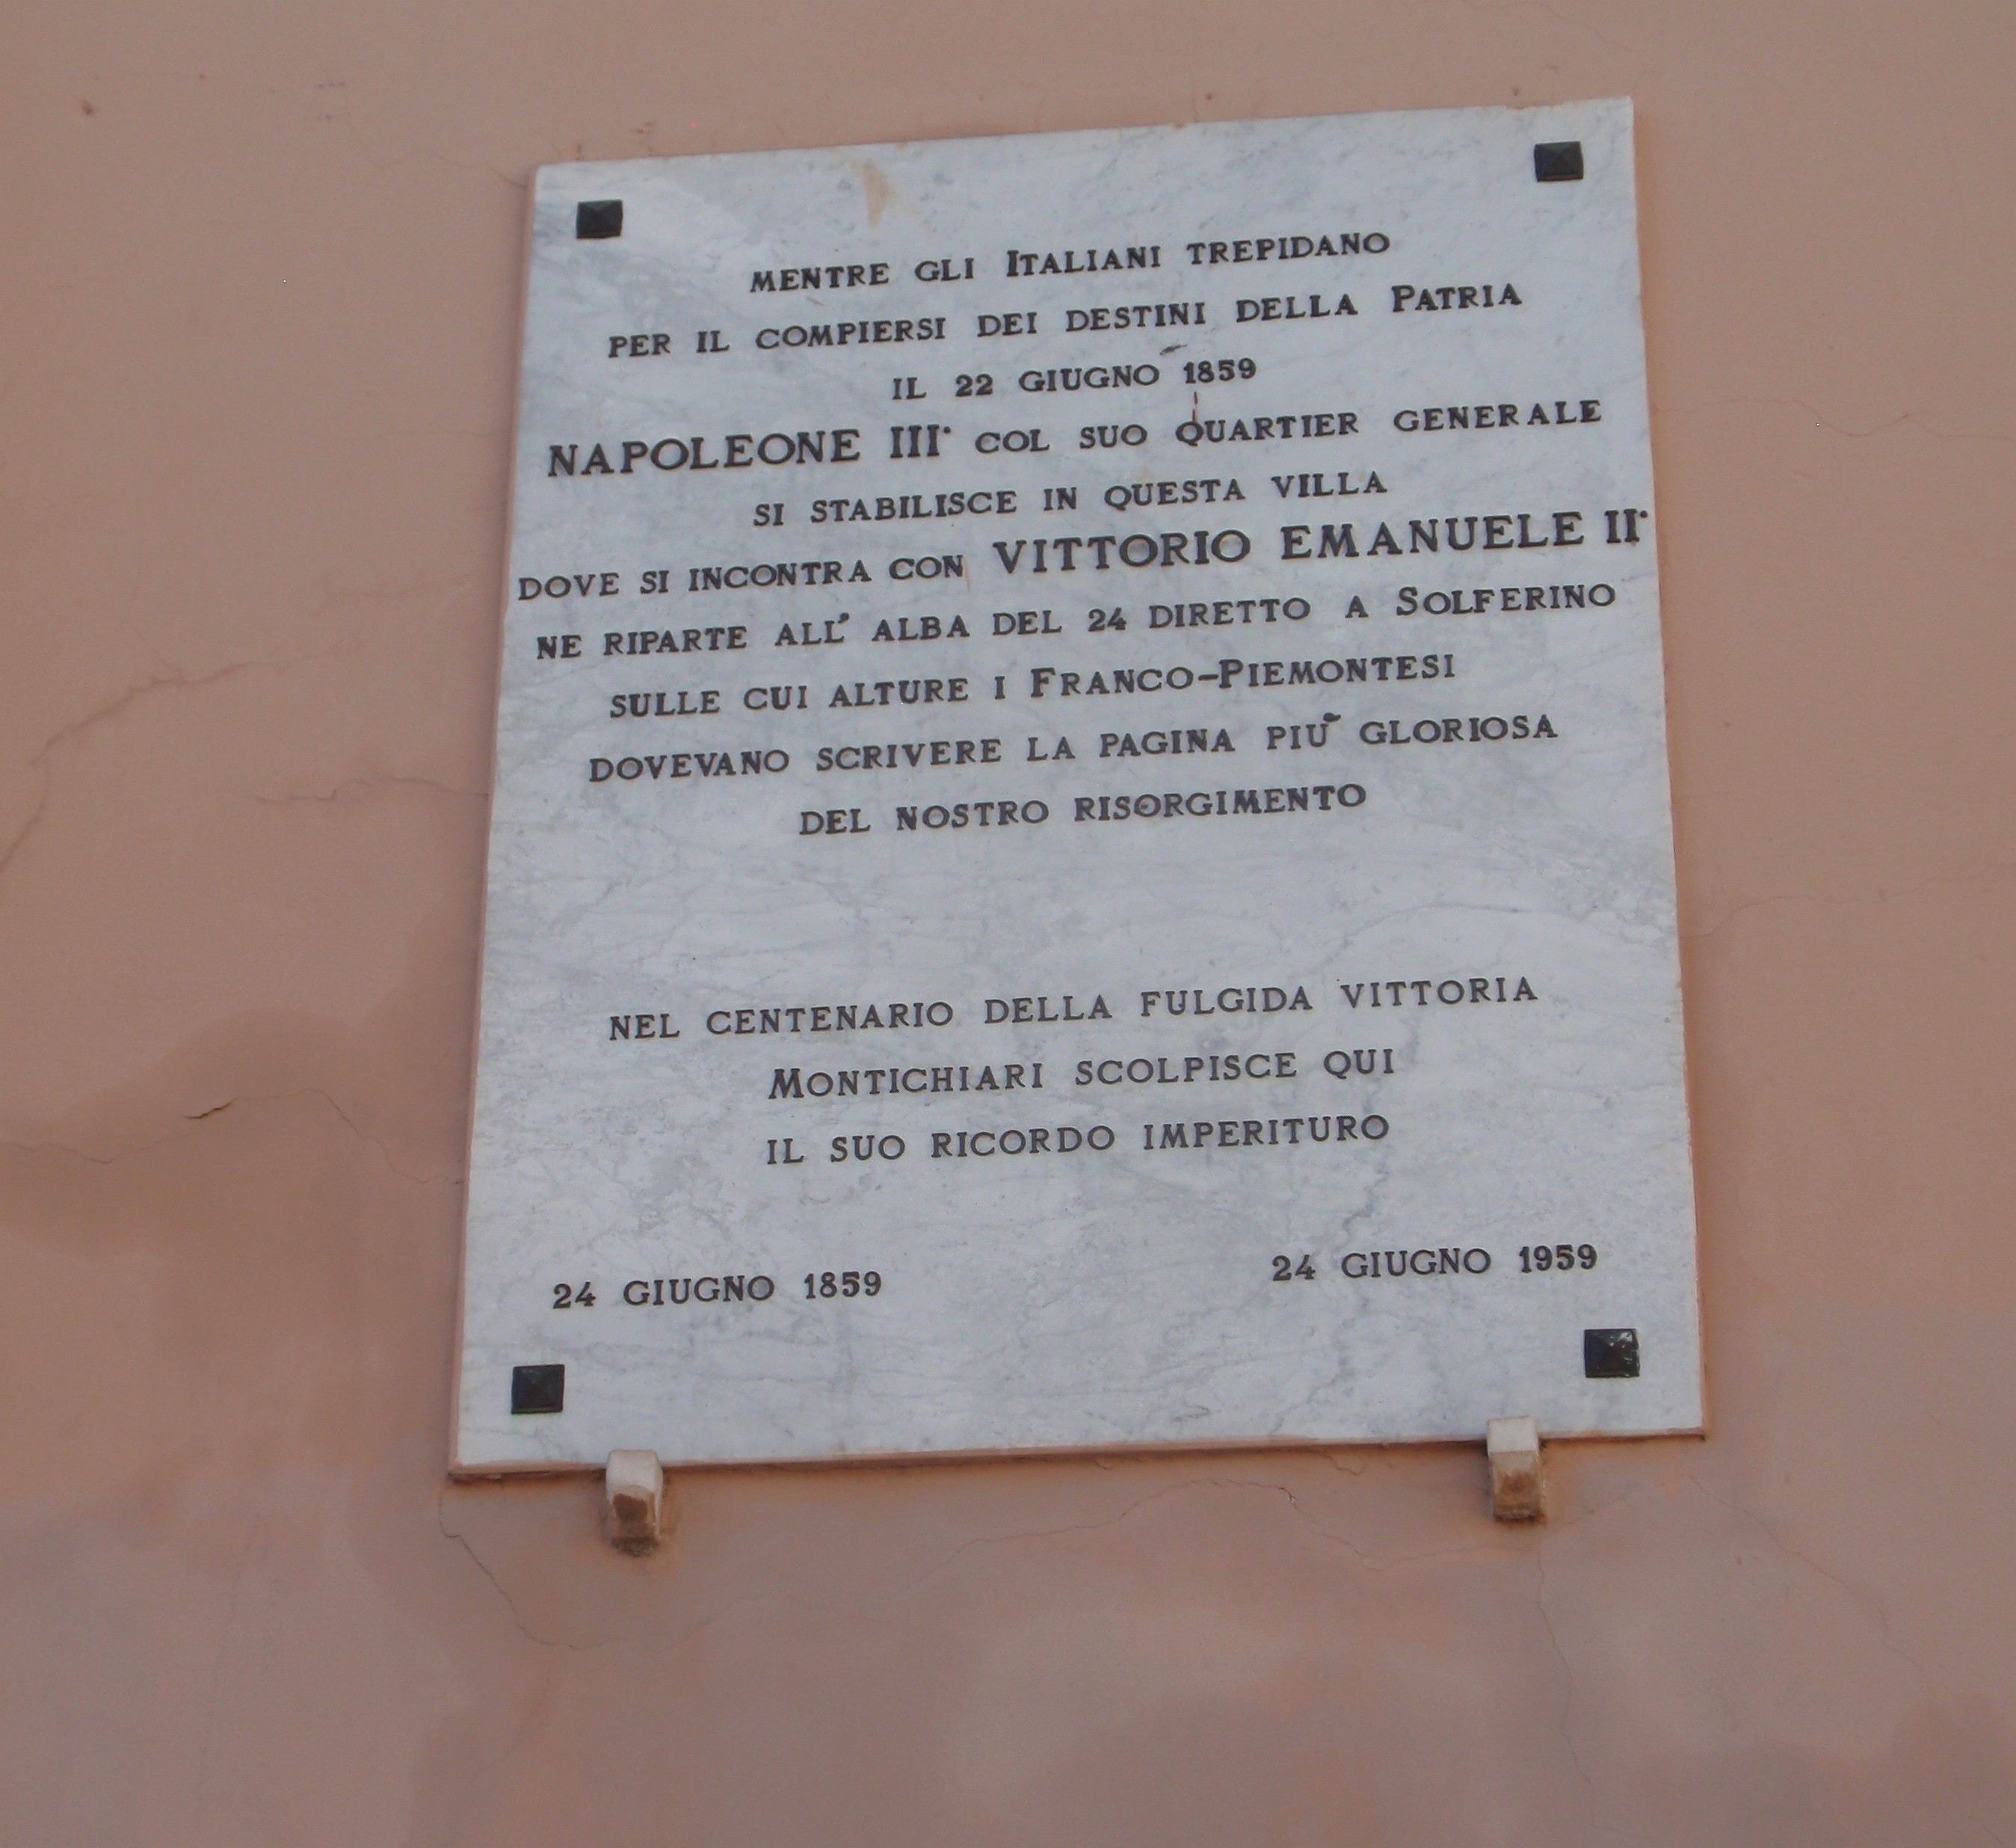 MENTRE GLI ITALIANI TREPIDANO
PER IL COMPIERSI DEI DESTINI DELLA PATRIA
IL 22 GIUGNO 1859
NAPOLEONE III° COL SUO QUARTIER GENERALE
SI STABILISCE IN QUESTA VILLA
DOVE SI INCONTRA CON VITTORIO EMANUELE II°
NE RIPARTE ALL' ALBA DEL 24 DIRETTO A SOLFERINO
SULLE CUI ALTURE I FRANCO-PIEMONTESI
DOVEVANO SCRIVERE LA PAGINA PIÙ GLORIOSA
DEL NOSTRO RISORGIMENTO
NEL CENTENARIO DELLA FULGIDA VITTORIA
MONTICHIARI SCOLPISCE QUI
IL SUO RICORDO IMPERITURO
24 GIUGNO 1859 24 GIUGNO 1959